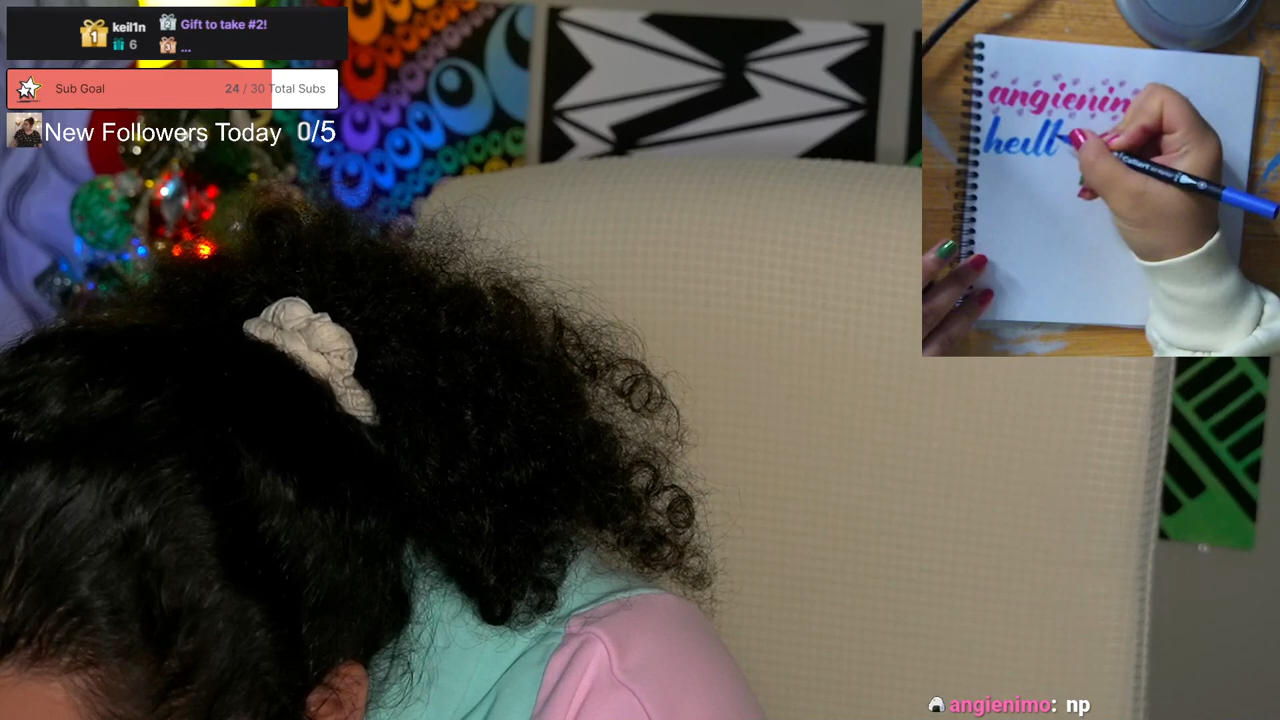 keil1n
6
Gift to take #2!
...
Sub Goal
24 / 30 Total Subs
New Followers Today 0/5
angienim
angienimo: np